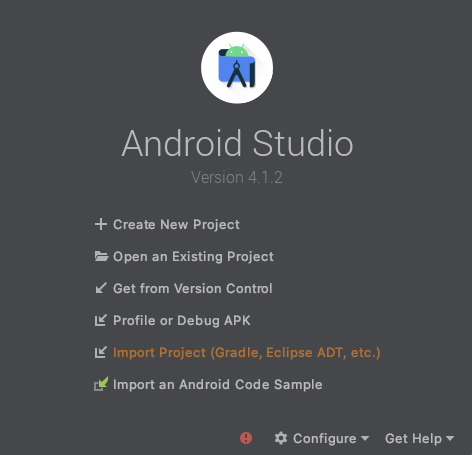 Android Studio
Version 4.1.2
Create New Project
Open an Existing Project
Get from Version Control
Profile or Debug APK
Import Project (Gradle, Eclipse ADT, etc.)
Import an Android Code Sample
Configure Get Help